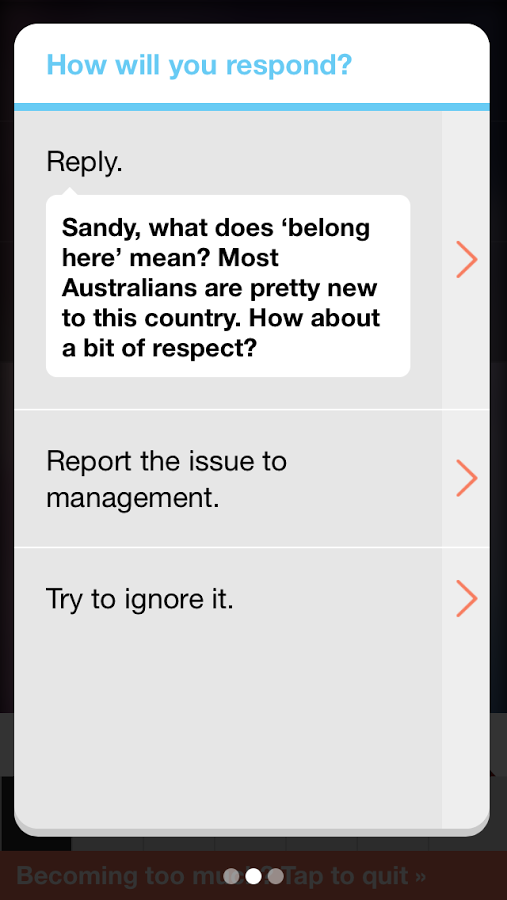 How will you respond?
Reply.
Sandy, what does ‘belong
here’ mean? Most
Australians are pretty new
to this country. How about
a bit of respect?
Report the issue to
management.
Try to ignore it.
Becoming too much? Tap to quit »